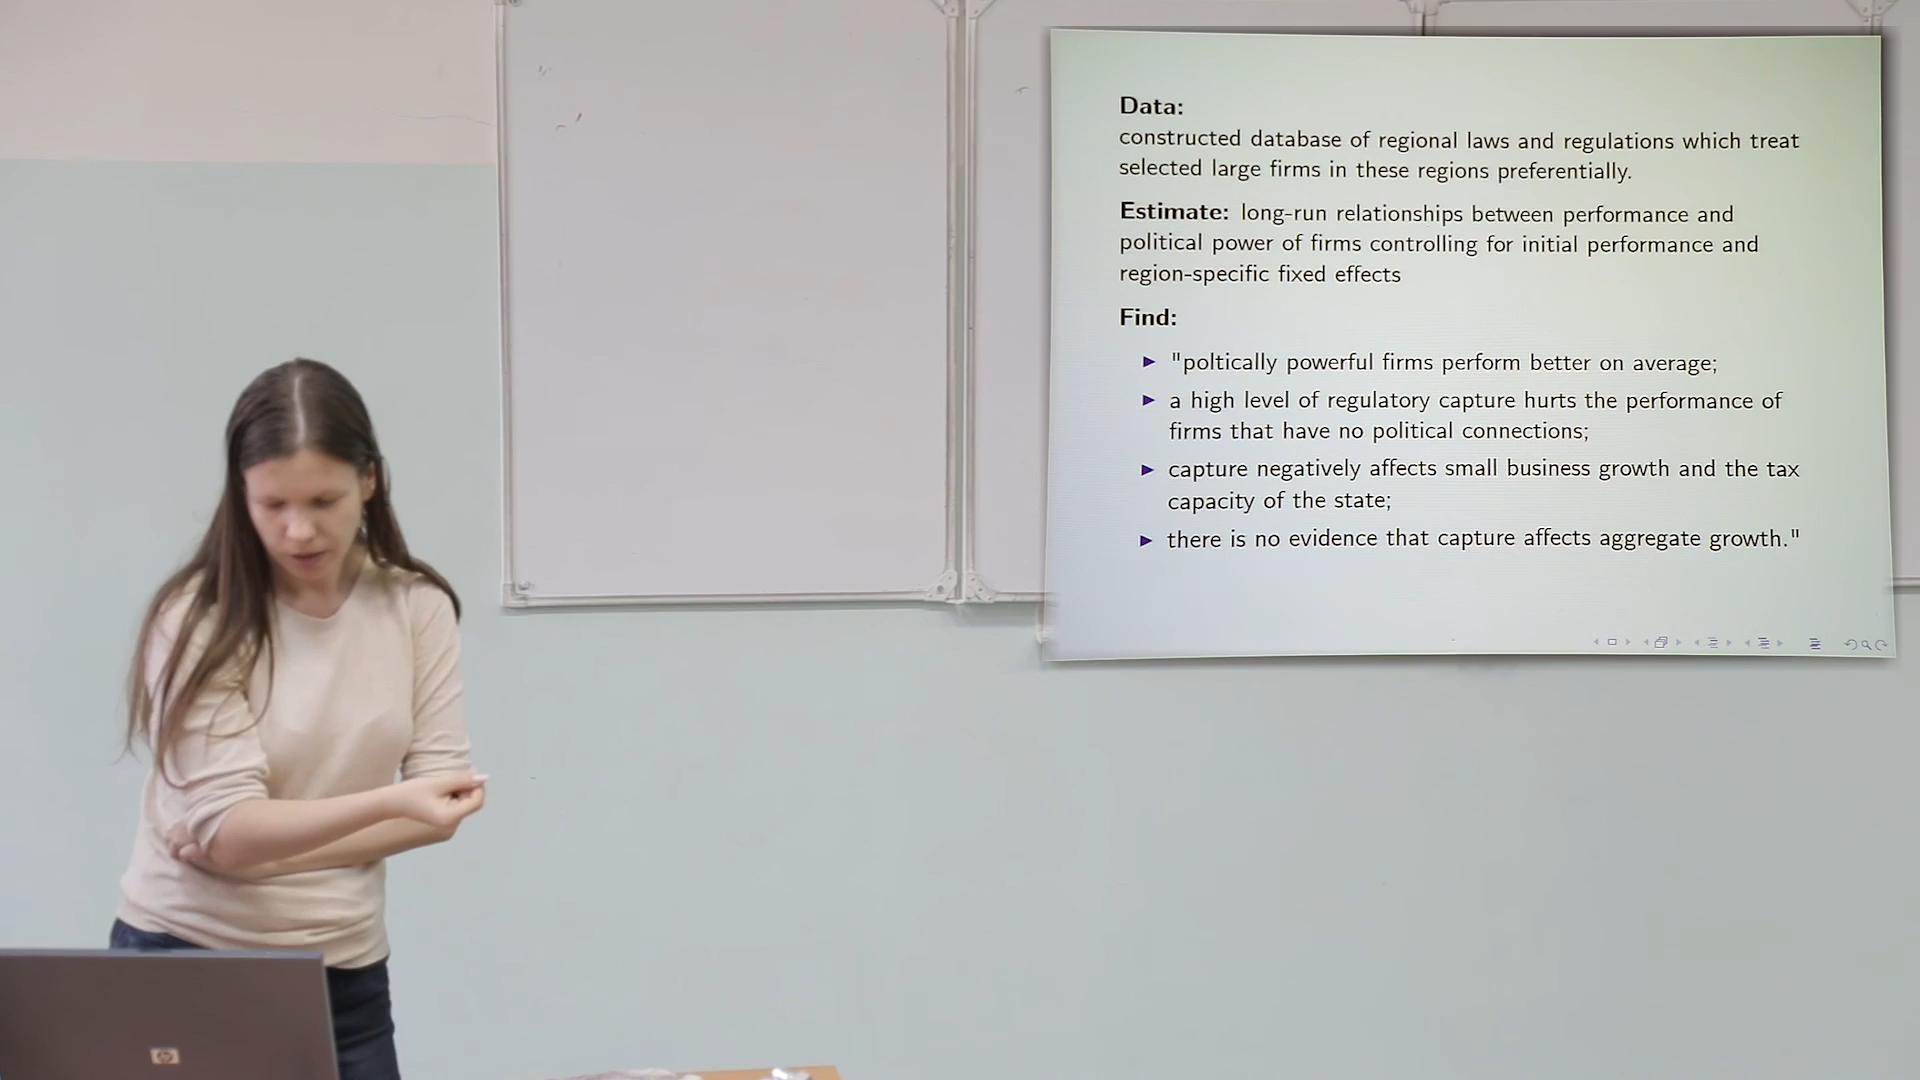 Data:
constructed database of regional laws and regulations which treat
selected large firms in these regions preferentially.
Estimate: long-run relationships between performance and
political power of firms controlling for initial performance and
region-specific fixed effects
Find:
"poltically powerful firms perform better on average;
a high level of regulatory capture hurts the performance of
firms that have no political connections;
capture negatively affects small business growth and the tax
capacity of the state;
there is no evidence that capture affects aggregate growth."
hp